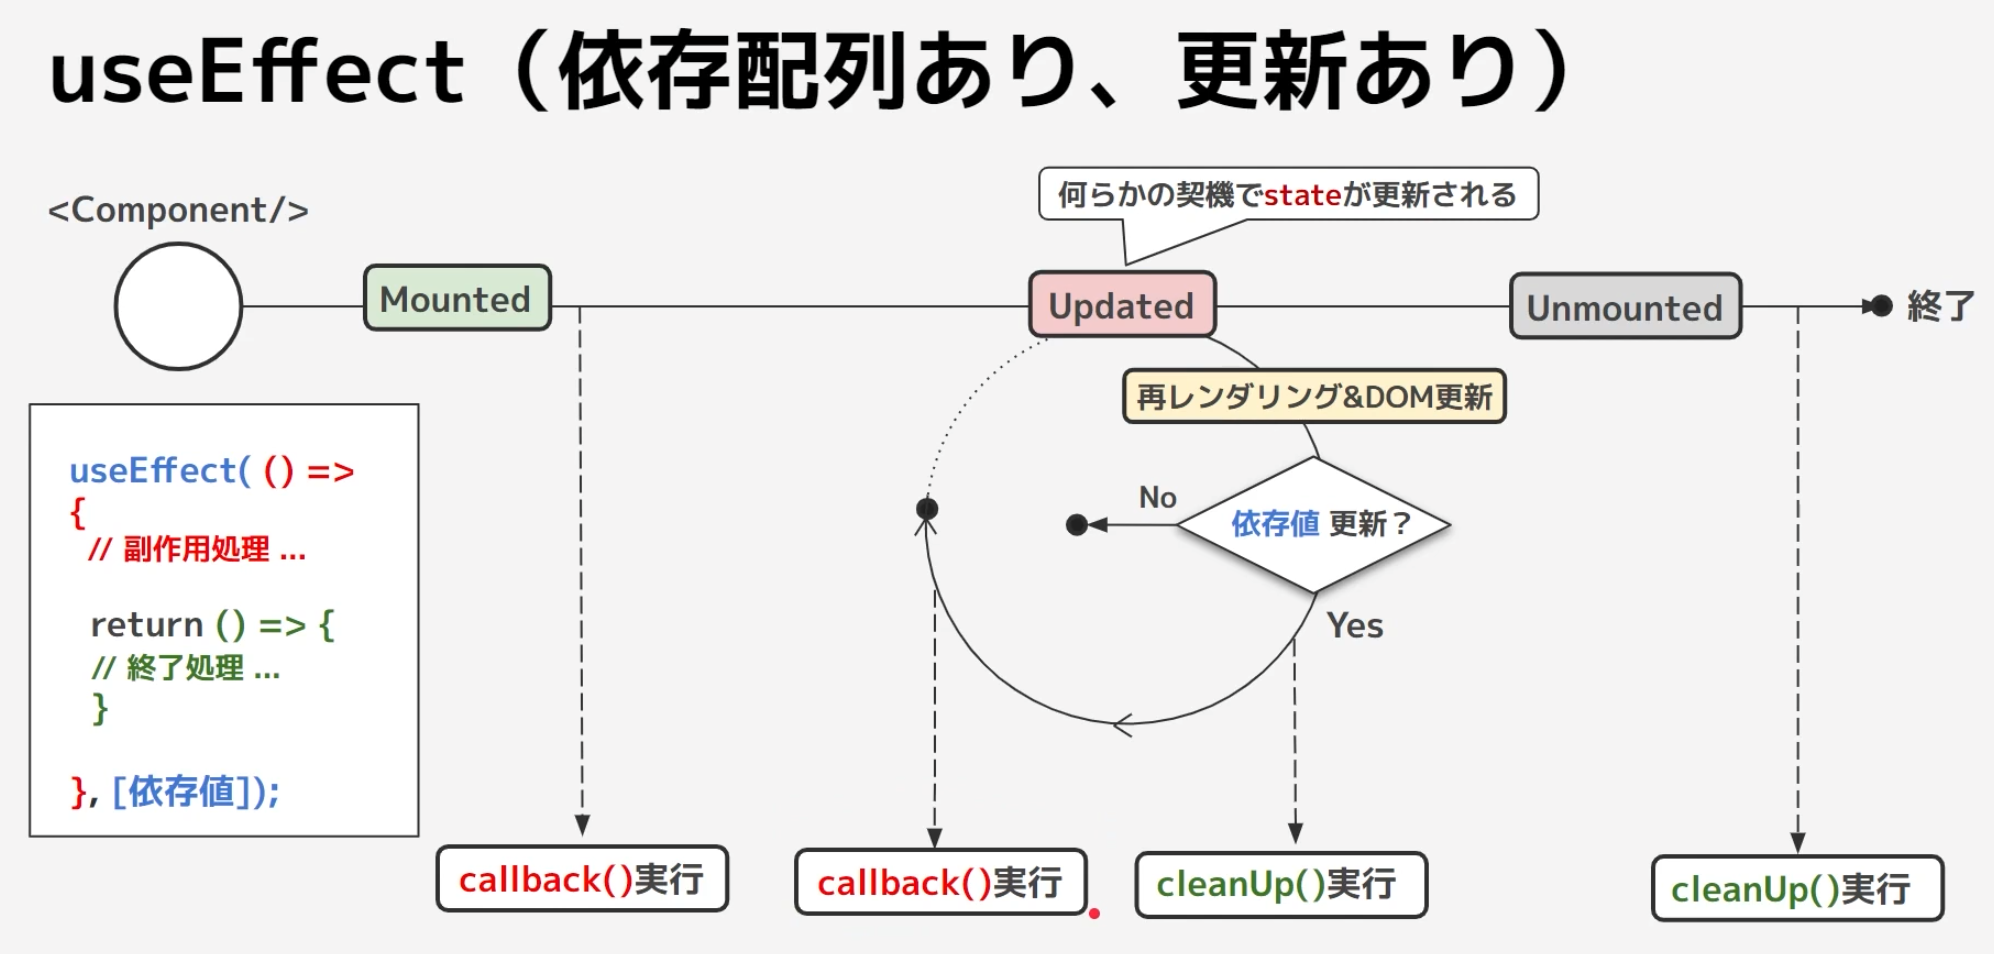 useEffect（依存配列あり、更新あり）
何らかの契機でstateが更新される
<Component/>
Mounted
Updated
Unmounted
終了
再レンダリング&DOM更新
No
依存値 更新？
Yes
useEffect( () =>
{
// 副作用処理 ...
return () => {
// 終了処理 ...
}
}, [依存値]);
callback()実行
callback()実行
cleanUp()実行
cleanUp()実行